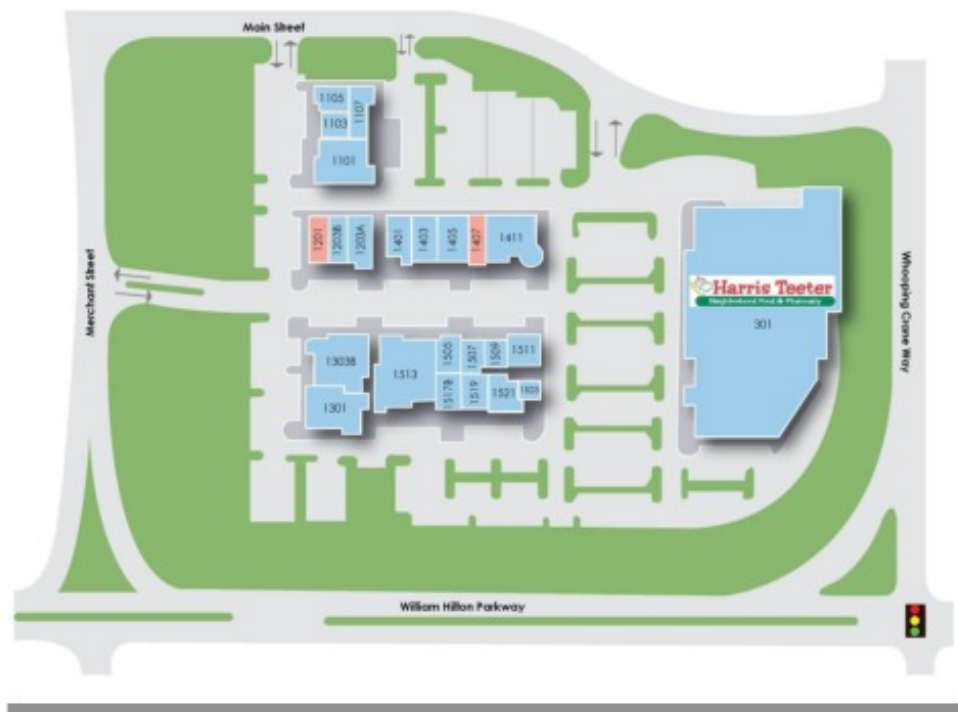 Main Street
1105
1107
1103
1101
1201
1203B
1203A
1401
1403
1405
1407
1411
Merchant Street
Whooping Crane Way
Harris Teeter
Neighborhood Food & Pharmacy
301
1303B
1301
1513
1505
1507
1509
1511
1517B
1519
1521
William Hilton Parkway